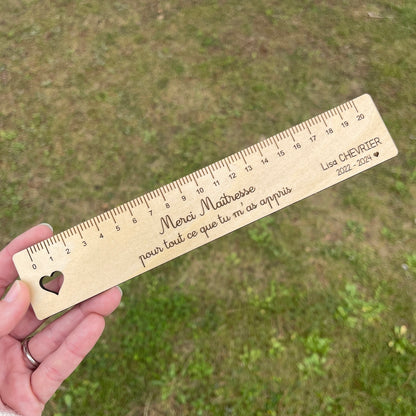 0 1 2 3 4 5 6 7 8 9 10 11 12 13 14 15 16 17 18 19 20
Merci Maîtresse
pour tout ce que tu m'as appris
Lisa CHEVRIER
2022 - 2024